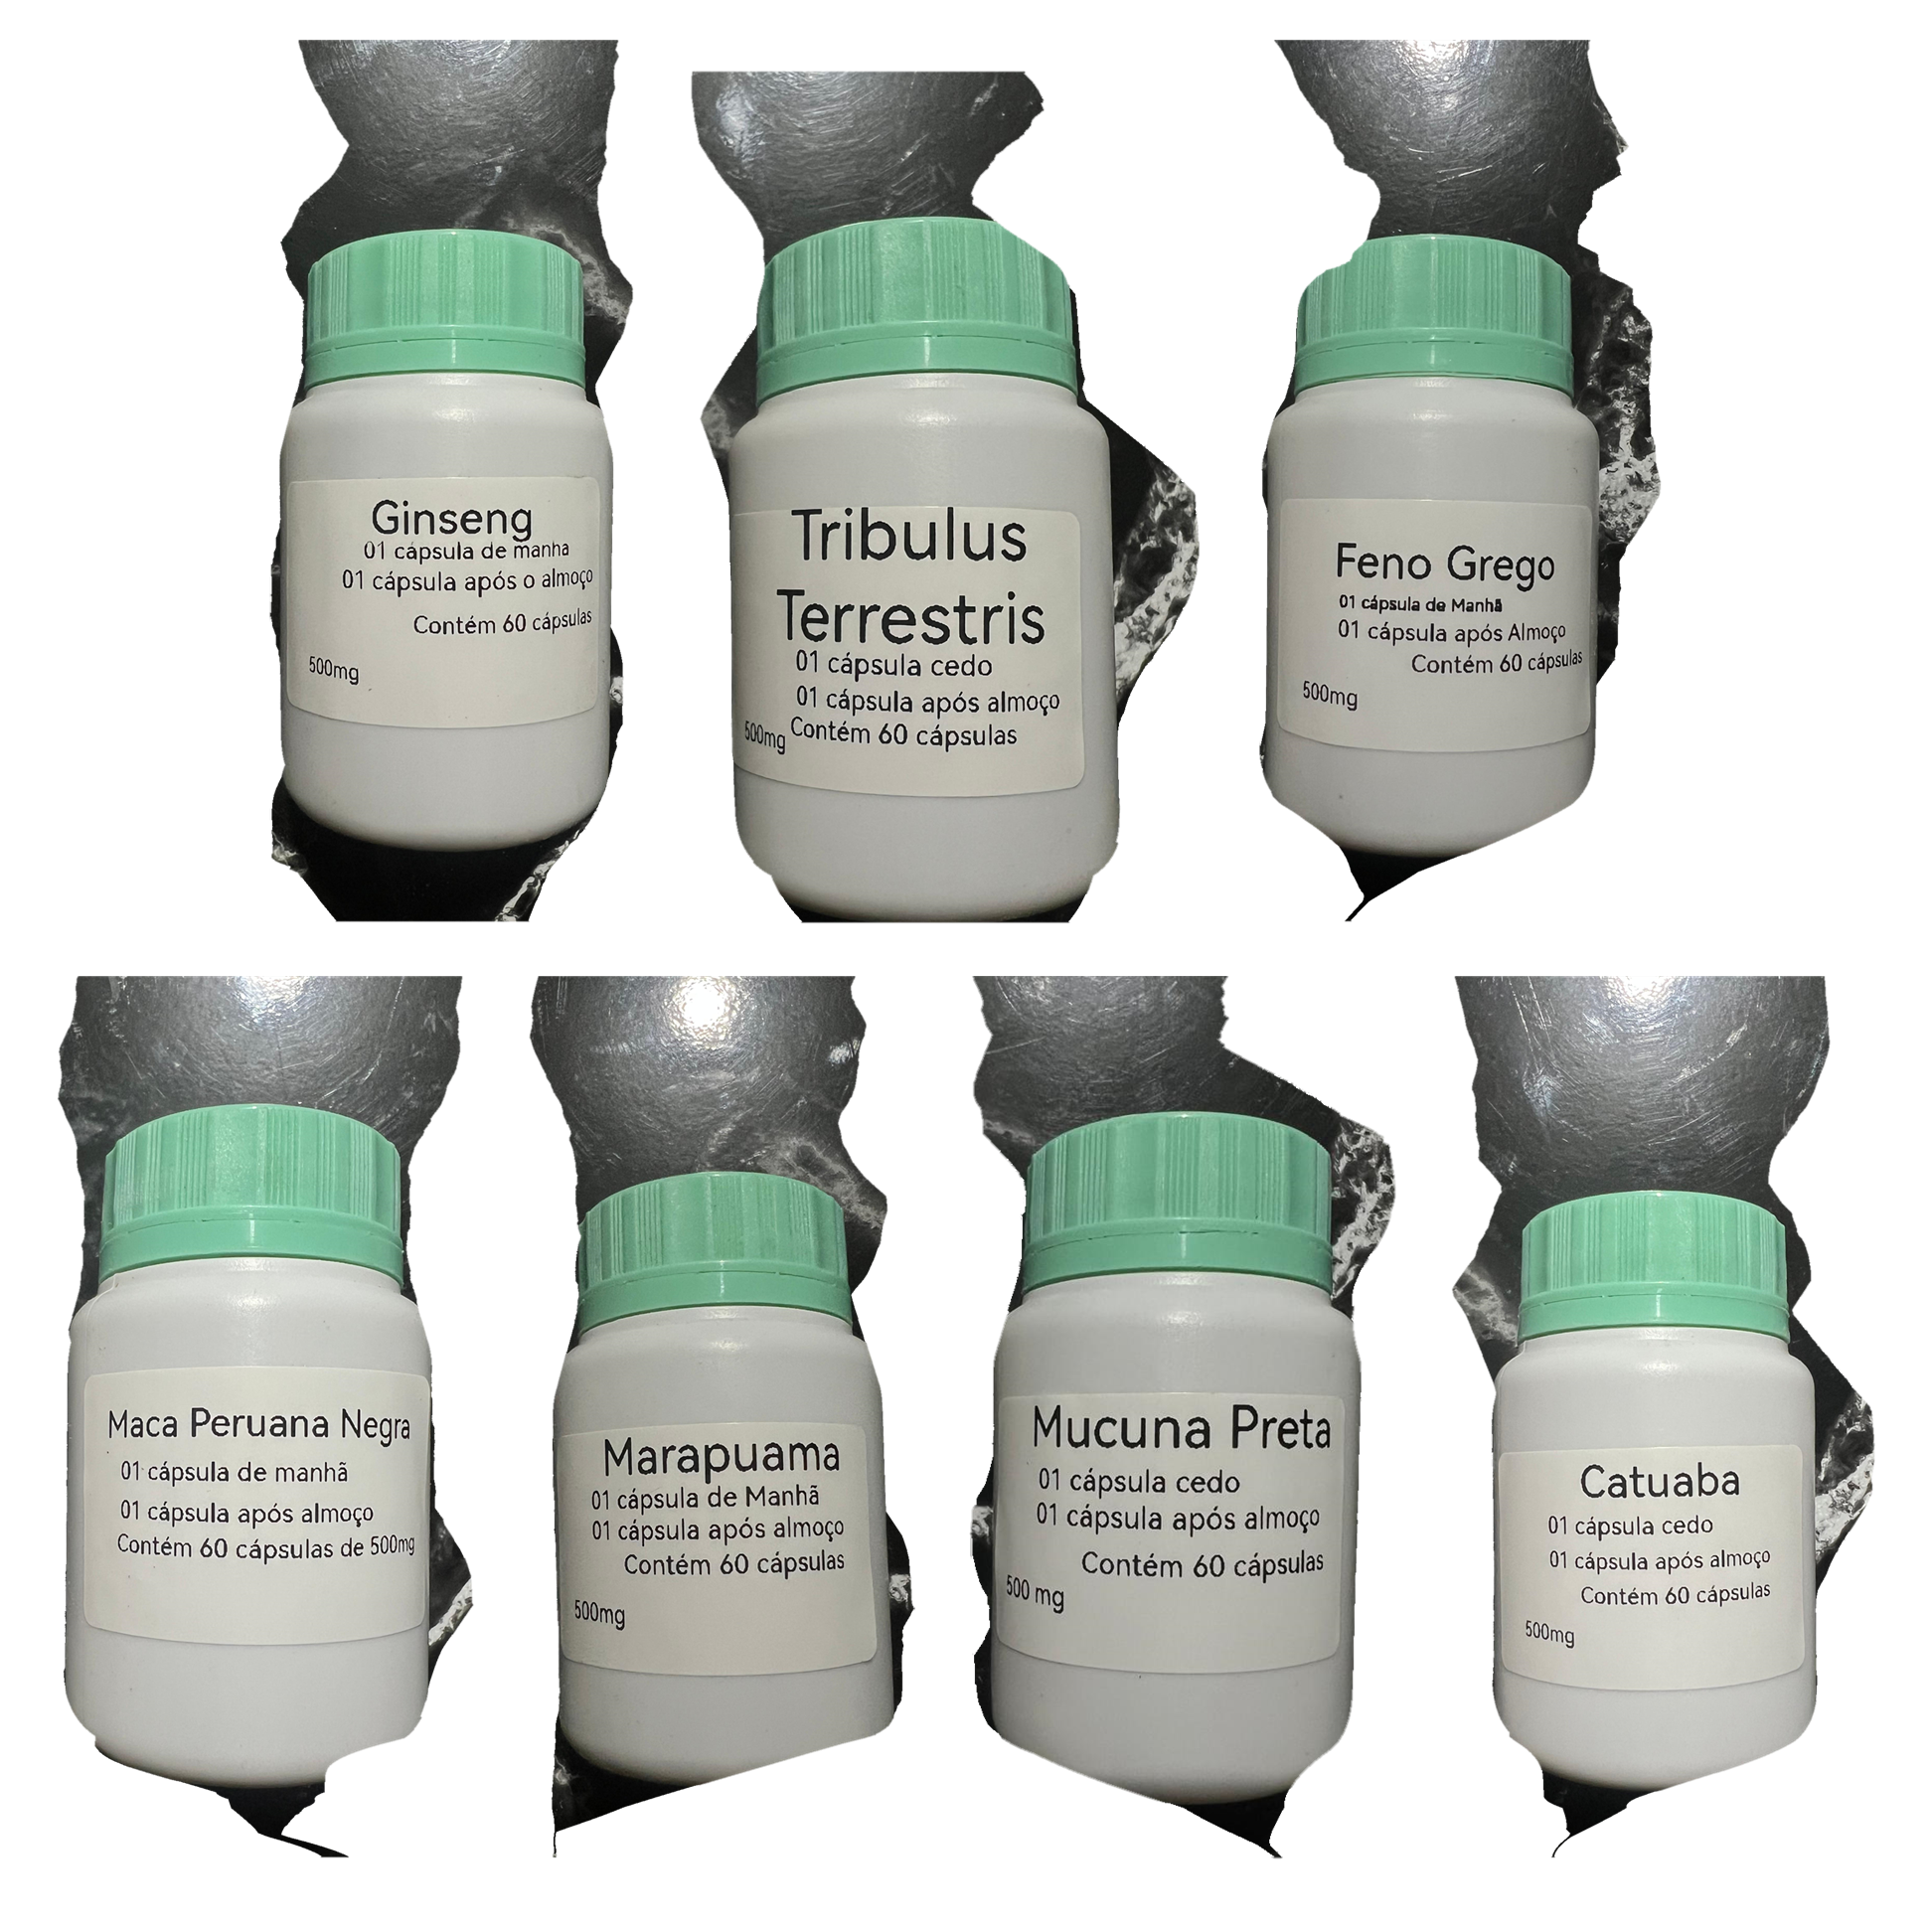 Ginseng
01 cápsula de manha
01 cápsula após o almoço
Contém 60 cápsulas
500mg
Tribulus
Terrestris
01 cápsula cedo
01 cápsula após almoço
Contém 60 cápsulas
500mg
Feno Grego
01 cápsula de Manhã
01 cápsula após Almoço
Contém 60 cápsulas
500mg
Maca Peruana Negra
01 cápsula de manhã
01 cápsula após almoço
Contém 60 cápsulas de 500mg
Marapuama
01 cápsula de Manhã
01 cápsula após almoço
Contém 60 cápsulas
500mg
Mucuna Preta
01 cápsula cedo
01 cápsula após almoço
Contém 60 cápsulas
500 mg
Catuaba
01 cápsula cedo
01 cápsula após almoço
Contém 60 cápsulas
500mg